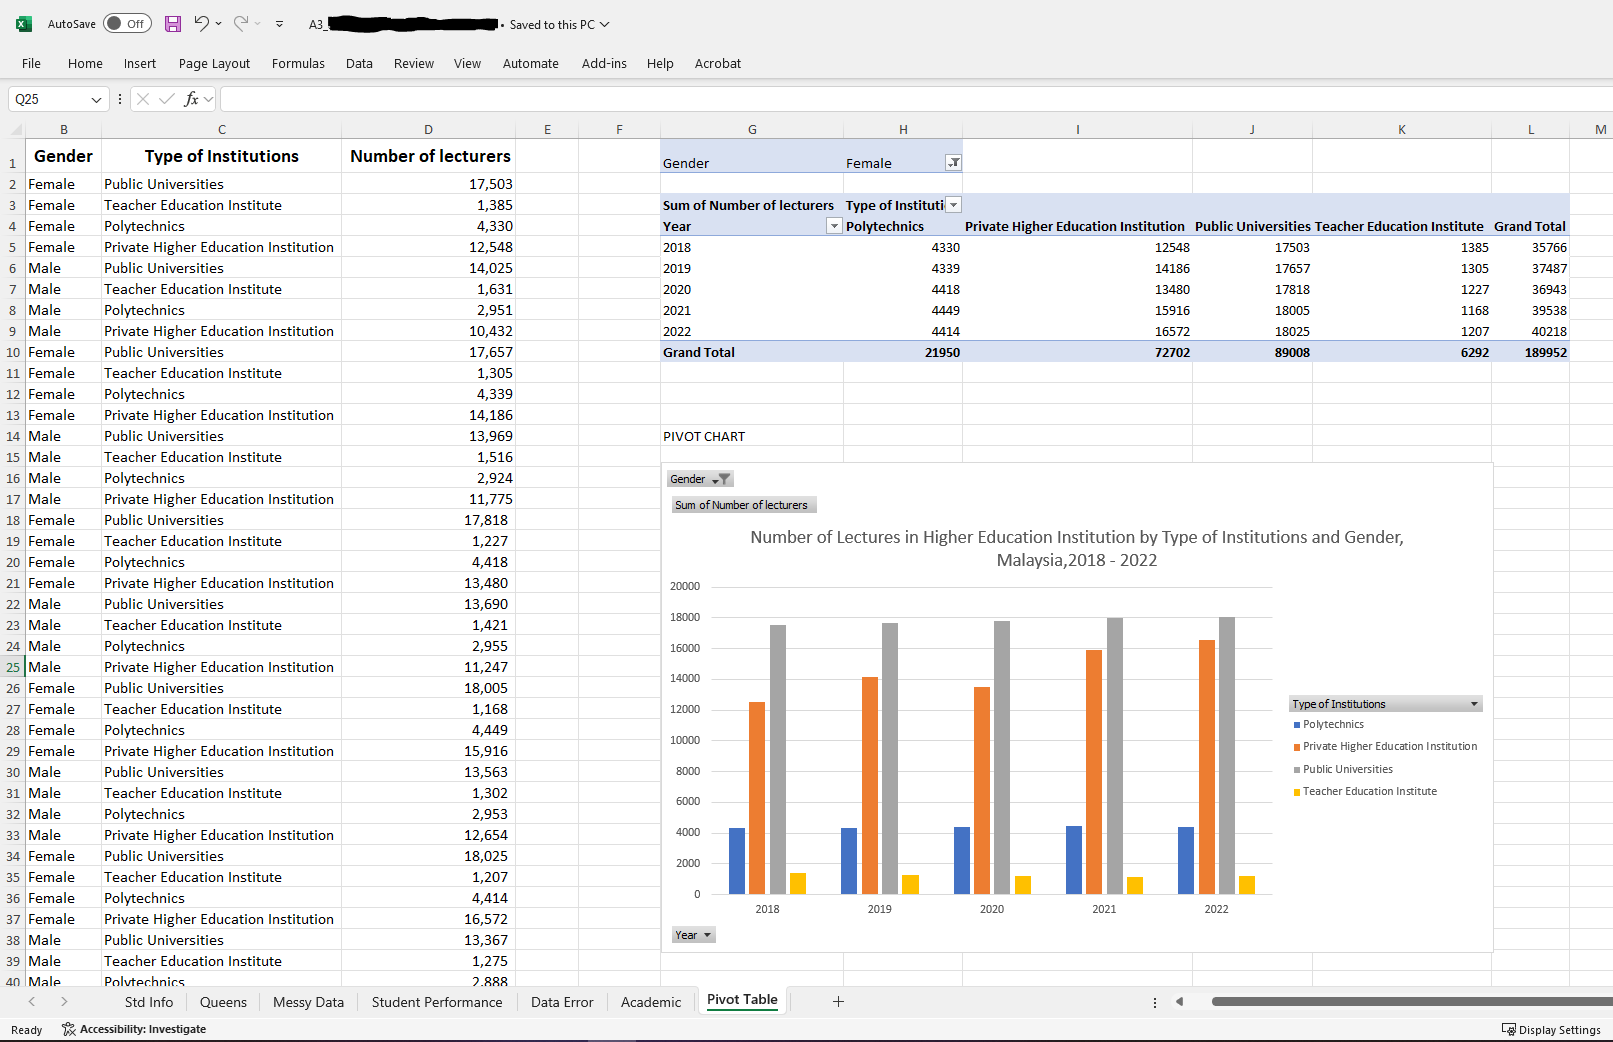 AutoSave Off A3_ • Saved to this PC
File Home Insert Page Layout Formulas Data Review View Automate Add-ins Help Acrobat
Q25 fx
B C D E F G H I J K L M
1 Gender Type of Institutions Number of lecturers Gender Female
2 Female Public Universities 17,503
3 Female Teacher Education Institute 1,385 Sum of Number of lecturers Type of Instituti
4 Female Polytechnics 4,330 Year Polytechnics Private Higher Education Institution Public Universities Teacher Education Institute Grand Total
5 Female Private Higher Education Institution 12,548 2018 4330 12548 17503 1385 35766
6 Male Public Universities 14,025 2019 4339 14186 17657 1305 37487
7 Male Teacher Education Institute 1,631 2020 4418 13480 17818 1227 36943
8 Male Polytechnics 2,951 2021 4449 15916 18005 1168 39538
9 Male Private Higher Education Institution 10,432 2022 4414 16572 18025 1207 40218
10 Female Public Universities 17,657 Grand Total 21950 72702 89008 6292 189952
11 Female Teacher Education Institute 1,305
12 Female Polytechnics 4,339
13 Female Private Higher Education Institution 14,186
14 Male Public Universities 13,969 PIVOT CHART
15 Male Teacher Education Institute 1,516
16 Male Polytechnics 2,924
17 Male Private Higher Education Institution 11,775
18 Female Public Universities 17,818
19 Female Teacher Education Institute 1,227
20 Female Polytechnics 4,418
21 Female Private Higher Education Institution 13,480
22 Male Public Universities 13,690
23 Male Teacher Education Institute 1,421
24 Male Polytechnics 2,955
25 Male Private Higher Education Institution 11,247
26 Female Public Universities 18,005
27 Female Teacher Education Institute 1,168
28 Female Polytechnics 4,449
29 Female Private Higher Education Institution 15,916
30 Male Public Universities 13,563
31 Male Teacher Education Institute 1,302
32 Male Polytechnics 2,953
33 Male Private Higher Education Institution 12,654
34 Female Public Universities 18,025
35 Female Teacher Education Institute 1,207
36 Female Polytechnics 4,414
37 Female Private Higher Education Institution 16,572
38 Male Public Universities 13,367
39 Male Teacher Education Institute 1,275
40 Male Polytechnics 2,888
Gender
Sum of Number of lecturers
Number of Lectures in Higher Education Institution by Type of Institutions and Gender,
Malaysia,2018 - 2022
20000
18000
16000
14000
12000
10000
8000
6000
4000
2000
0
2018 2019 2020 2021 2022
Type of Institutions
Polytechnics
Private Higher Education Institution
Public Universities
Teacher Education Institute
Year
Std Info Queens Messy Data Student Performance Data Error Academic Pivot Table
Ready Accessibility: Investigate Display Settings